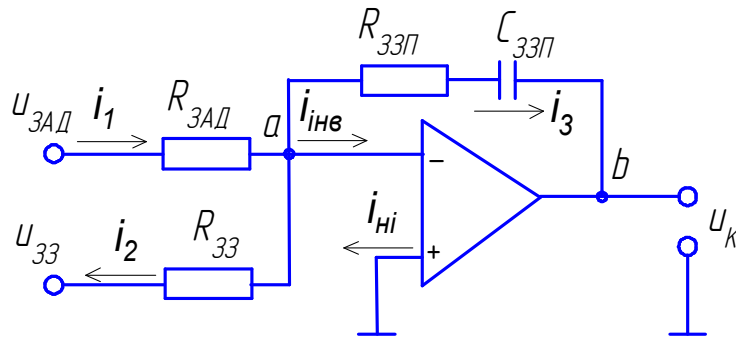 R_ЗЗП
C_ЗЗП
u_ЗАД
i_1
R_ЗАД
a
i_інв
i_3
−
b
u_ЗЗ
i_2
R_ЗЗ
i_ні
+
u_К